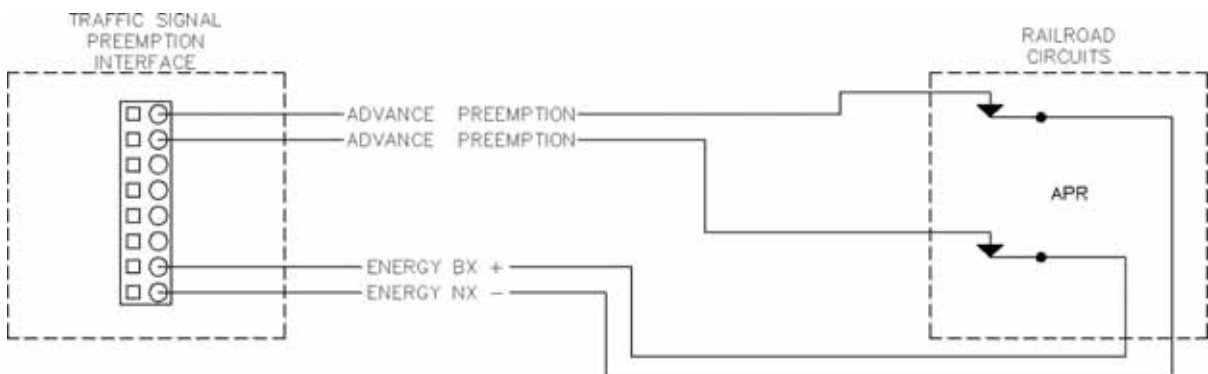 TRAFFIC SIGNAL
PREEMPTION
INTERFACE
RAILROAD
CIRCUITS
ADVANCE PREEMPTION
ADVANCE PREEMPTION
APR
ENERGY BX +
ENERGY NX -